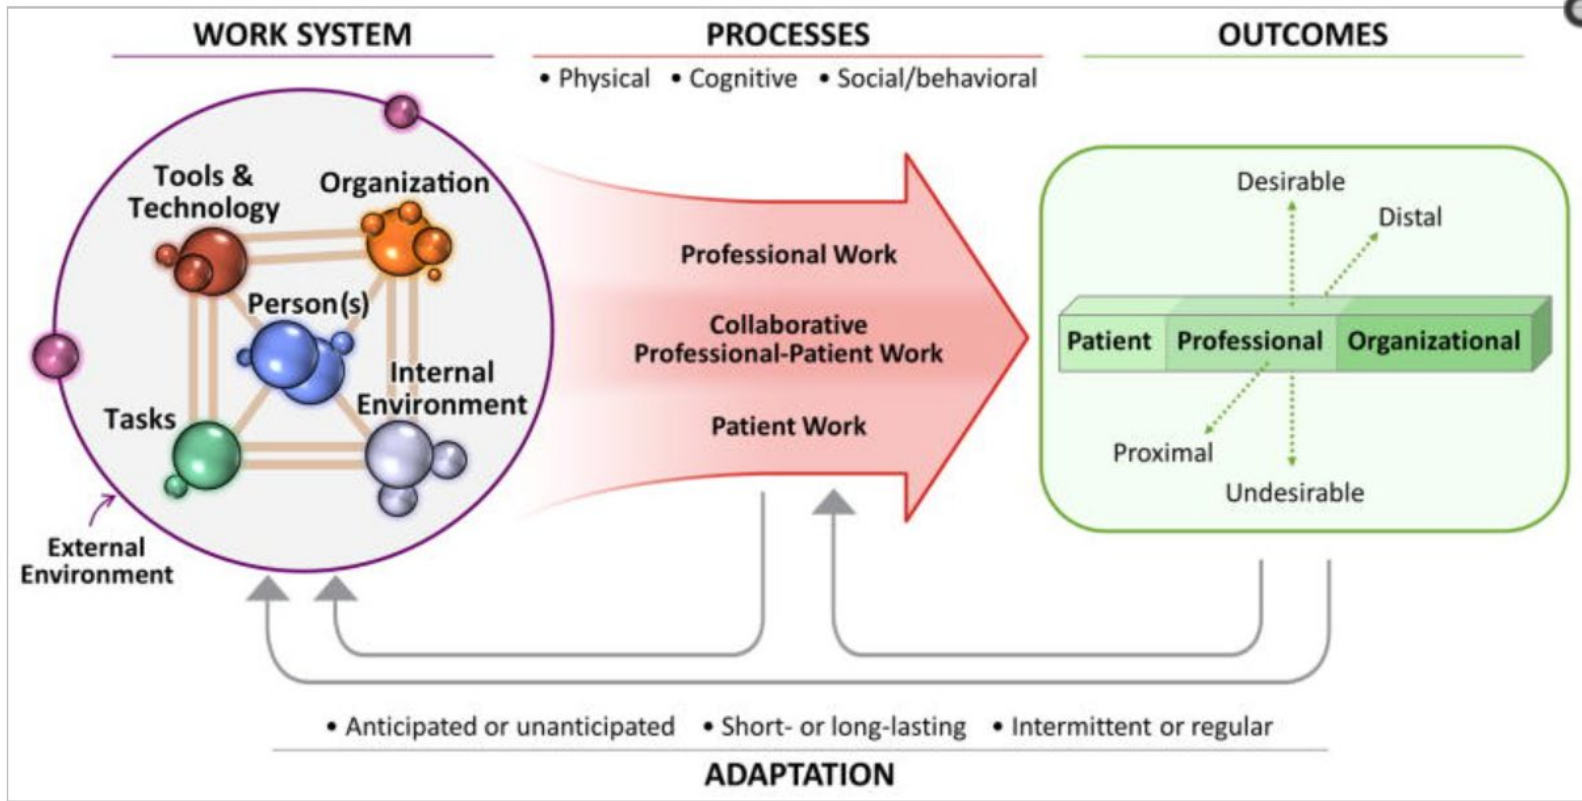 WORK SYSTEM
PROCESSES
OUTCOMES
• Physical • Cognitive • Social/behavioral
Tools &
Technology
Organization
Person(s)
Internal
Environment
Tasks
External
Environment
Professional Work
Collaborative
Professional-Patient Work
Patient Work
Desirable
Distal
Patient Professional Organizational
Proximal
Undesirable
• Anticipated or unanticipated • Short- or long-lasting • Intermittent or regular
ADAPTATION